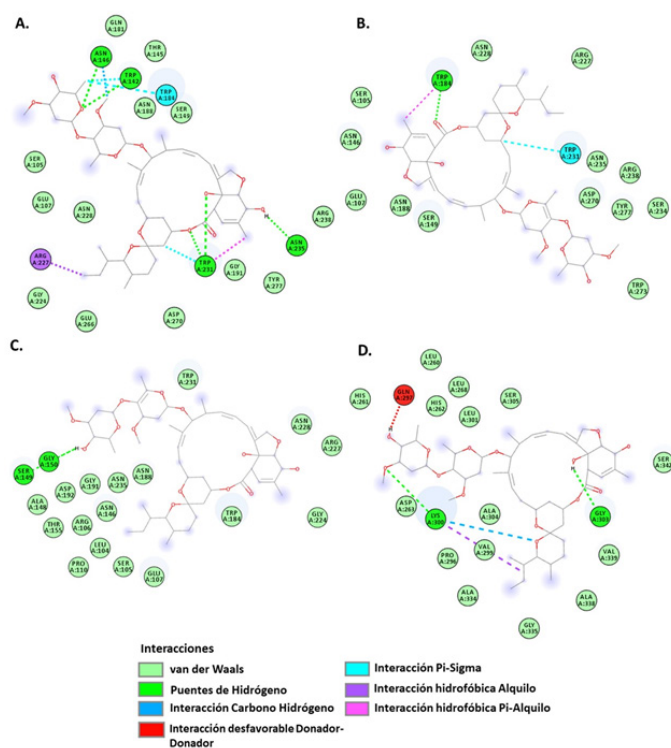 A.
GLN
A:181
ASN
A:144
THR
A:145
TRP
A:142
TRP
A:184
ASN
A:188
SER
A:149
SER
A:105
GLU
A:107
ASN
A:228
ARG
A:238
ASN
A:235
ARG
A:227
TRP
A:231
GLY
A:191
TYR
A:277
GLY
A:224
GLU
A:266
ASP
A:270
B.
ASN
A:228
ARG
A:227
TRP
A:184
SER
A:105
ASN
A:146
TRP
A:231
ASN
A:235
ARG
A:238
GLU
A:107
ASN
A:188
SER
A:149
ASP
A:270
TYR
A:277
SER
A:234
TRP
A:273
C.
TRP
A:231
ASN
A:228
ARG
A:227
SER
A:149
GLY
A:150
ALA
A:148
ASP
A:192
GLY
A:191
ASN
A:235
ASN
A:188
THR
A:155
ARG
A:106
ASN
A:146
TRP
A:184
GLY
A:224
LEU
A:104
PRO
A:110
SER
A:105
GLU
A:107
D.
LEU
A:260
HIS
A:261
GLN
A:297
LEU
A:268
HIS
A:262
LEU
A:301
SER
A:305
SER
A:342
ASP
A:263
LYS
A:300
ALA
A:304
GLY
A:303
PRO
A:296
VAL
A:295
VAL
A:339
ALA
A:334
ALA
A:338
GLY
A:335
Interacciones
van der Waals
Puentes de Hidrógeno
Interacción Carbono Hidrógeno
Interacción desfavorable Donador-
Donador
Interacción Pi-Sigma
Interacción hidrofóbica Alquilo
Interacción hidrofóbica Pi-Alquilo